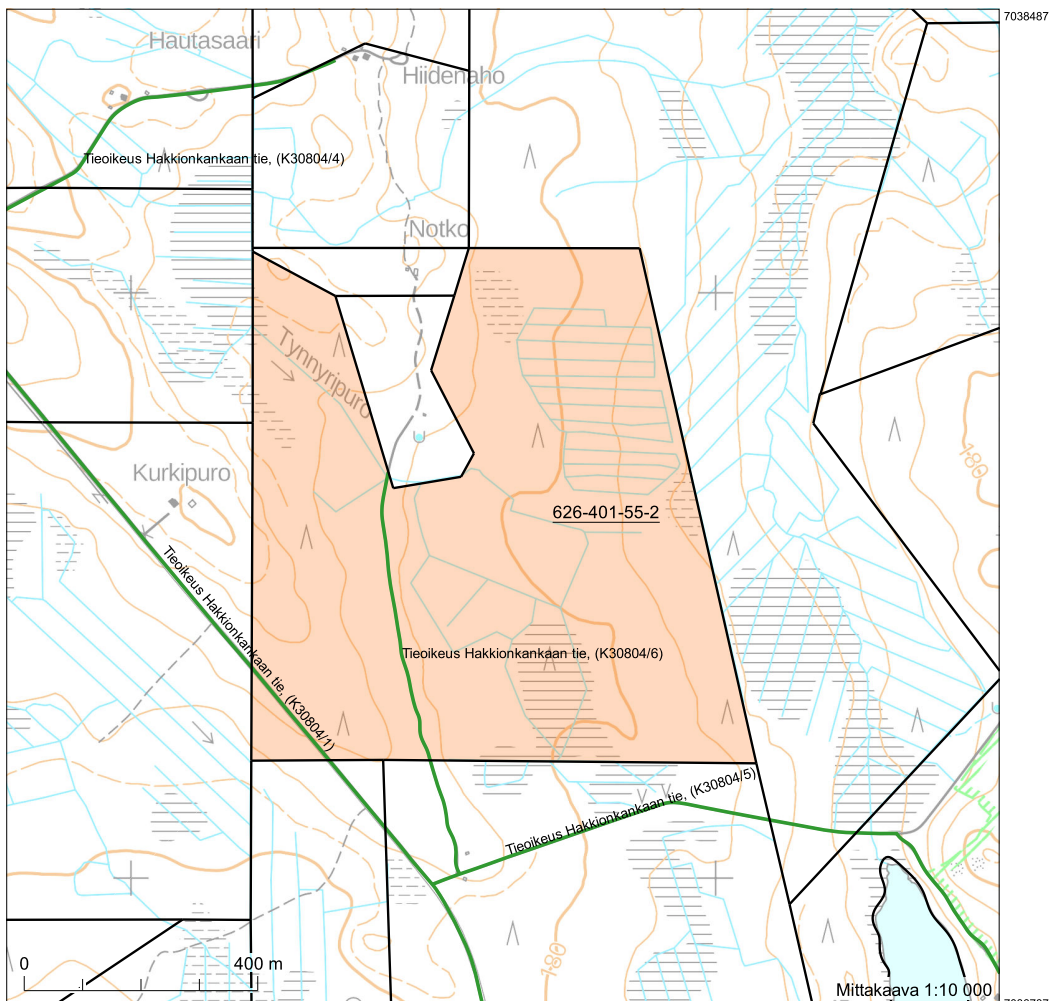 7038487
Hautasaari
Hiidenaho
Tieoikeus Hakkionkankaan tie, (K30804/4)
Notko
Tynnyripuro
Kurkipuro
180
626-401-55-2
Tieoikeus Hakkionkankaan tie, (K30804/1)
Tieoikeus Hakkionkankaan tie, (K30804/6)
Tieoikeus Hakkionkankaan tie, (K30804/5)
180
0 400 m
Mittakaava 1:10 000